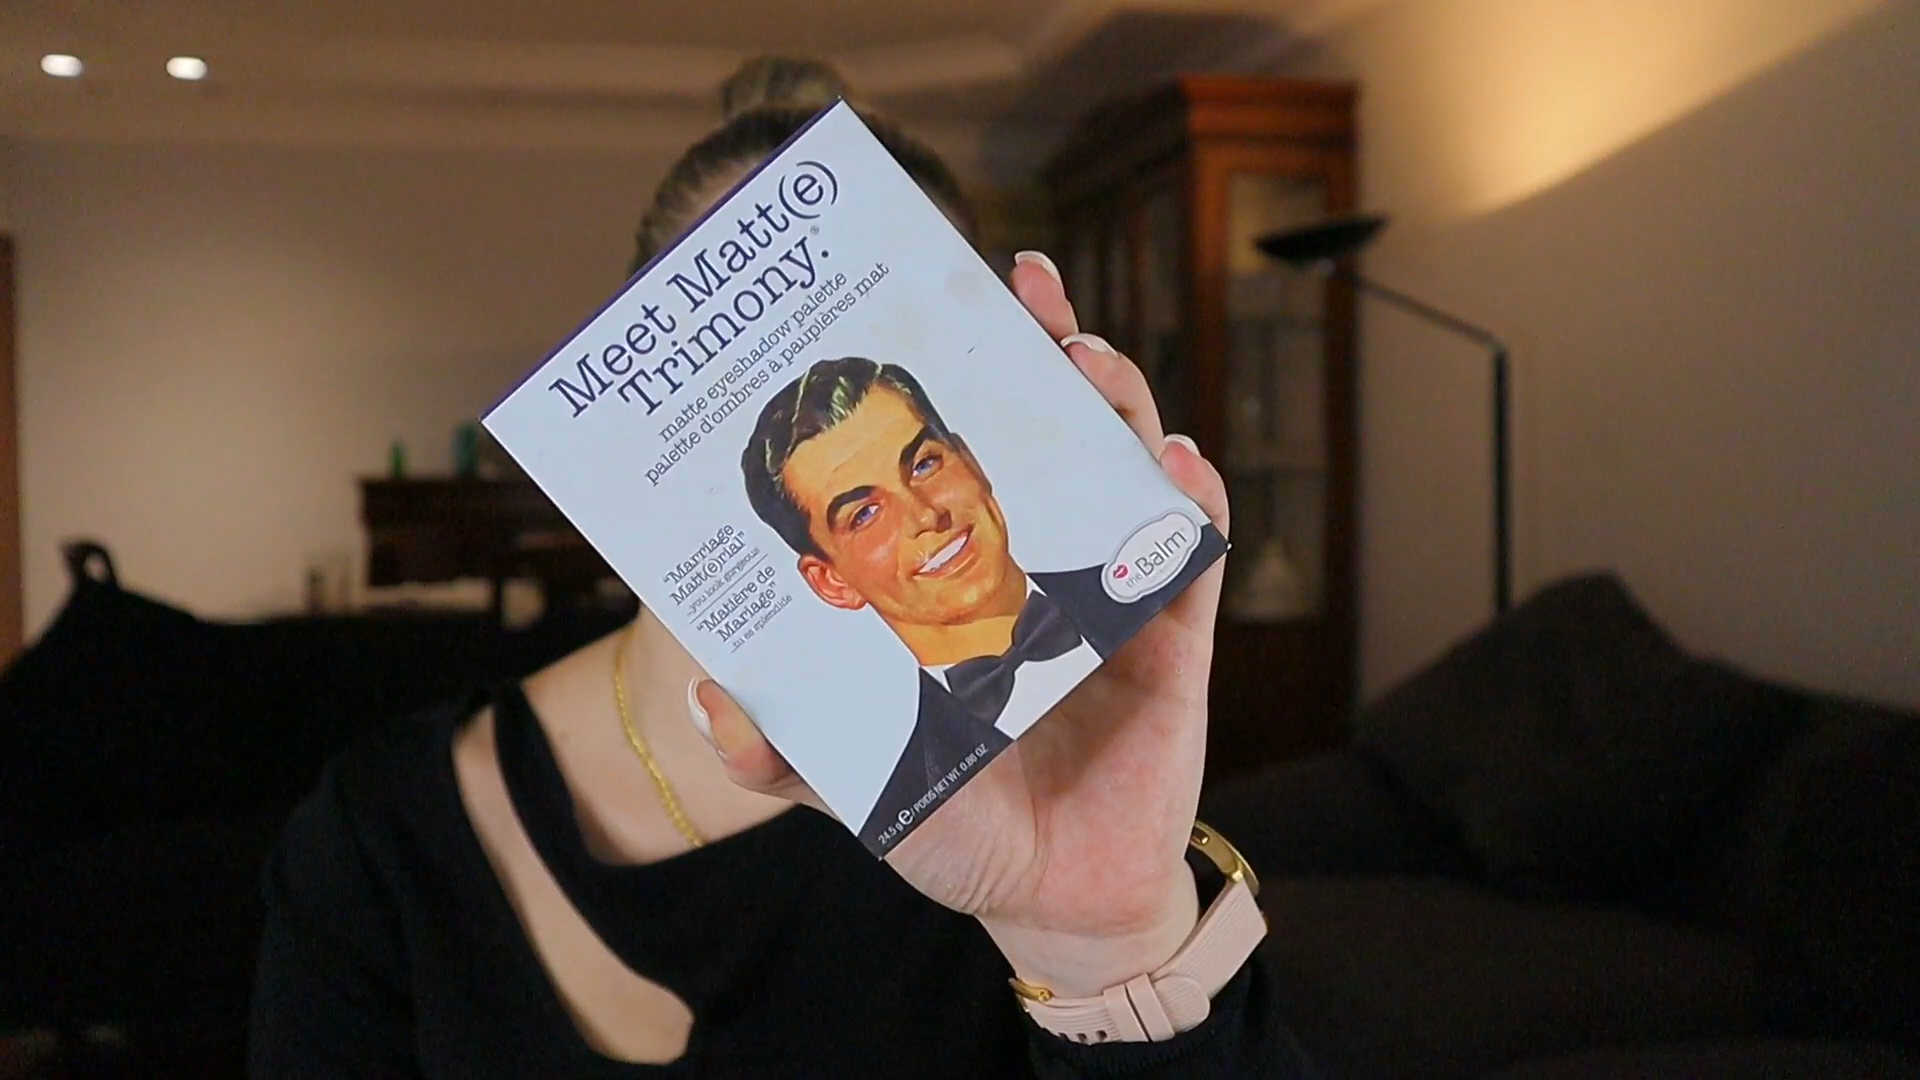 Meet Matt(e)
Trimony.®
matte eyeshadow palette
palette d'ombres à paupières mat
"Marriage
Matt(e)rial"
...you look gorgeous
"Matière de
Mariage"
...tu es splendide
theBalm
24.5 g e/POIDS NET WT. 0.86 OZ